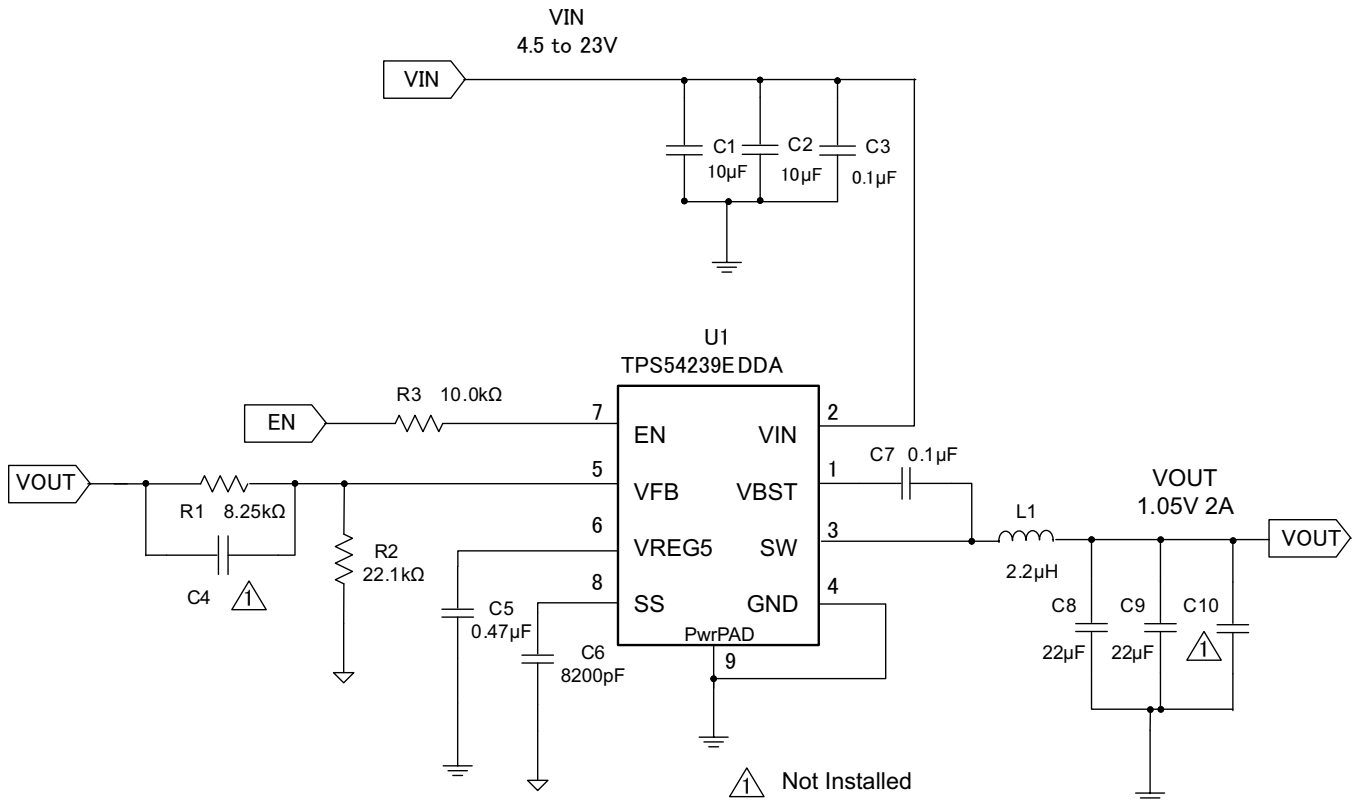 VIN
4.5 to 23V
VIN
C1
10µF
C2
10µF
C3
0.1µF
U1
TPS54239EDDA
R3 10.0kΩ
EN
7
EN
VIN
2
VOUT
R1 8.25kΩ
C4
1
R2
22.1kΩ
5
VFB
VBST
1
C7 0.1µF
6
VREG5
SW
3
L1
2.2µH
VOUT
1.05V 2A
VOUT
8
SS
GND
4
PwrPAD
9
C5
0.47µF
C6
8200pF
C8
22µF
C9
22µF
C10
1
1 Not Installed